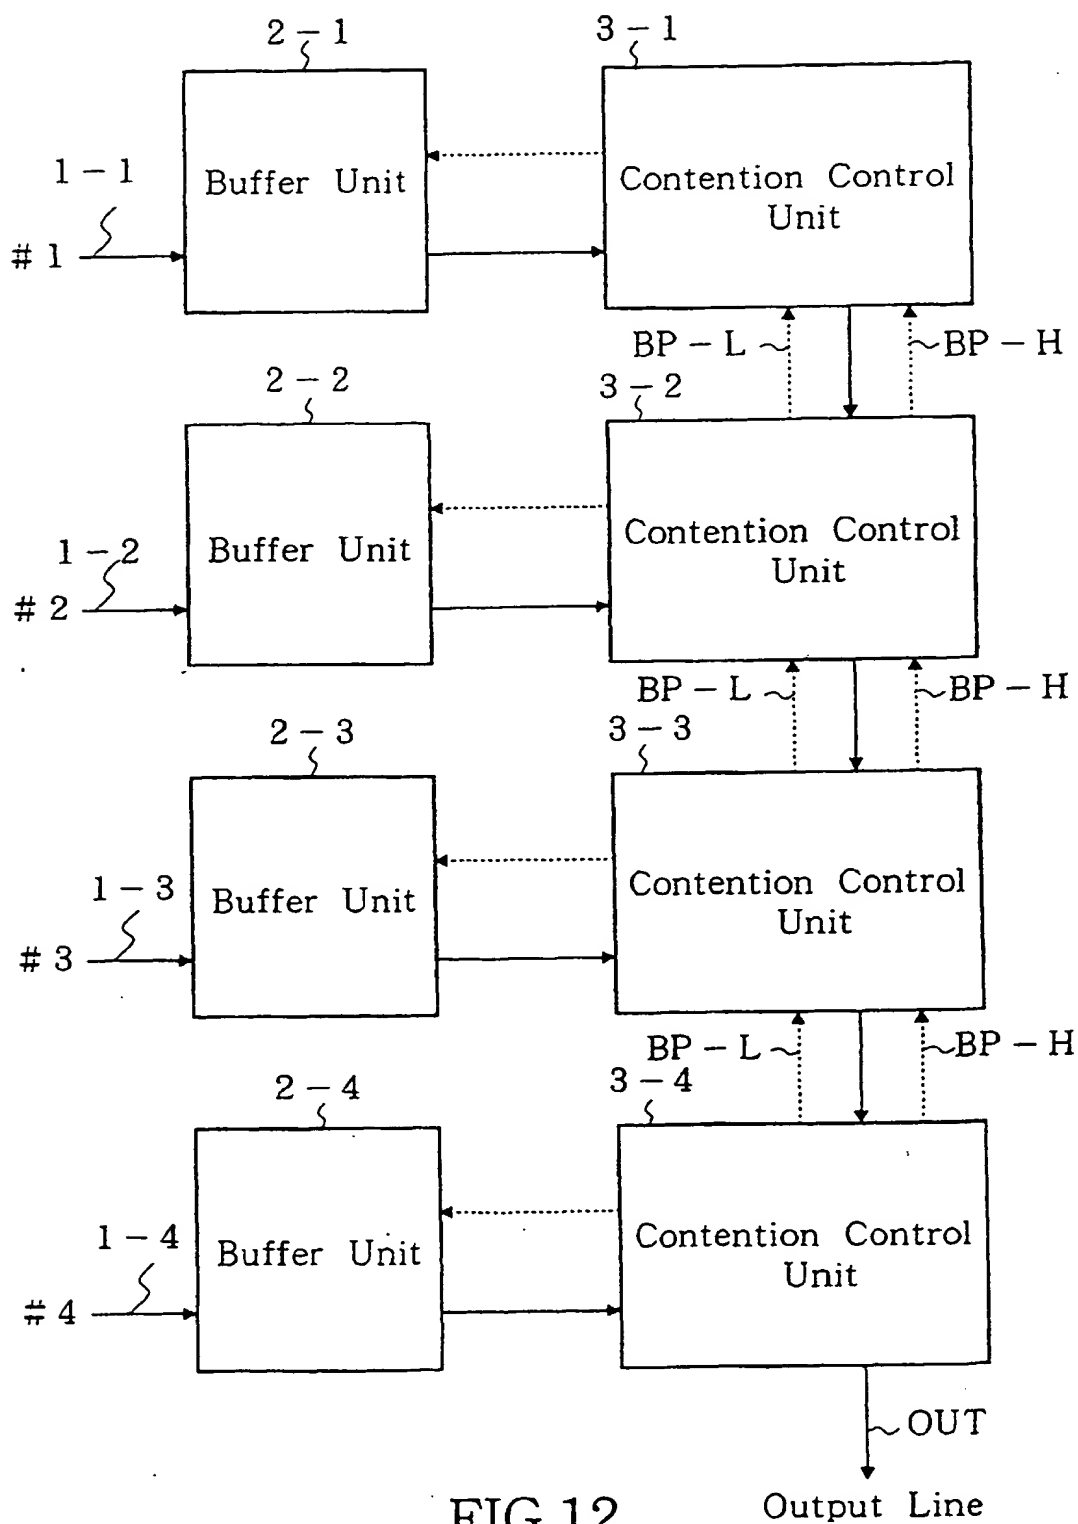 2-1
3-1
1-1
Buffer Unit
Contention Control
Unit
#1
BP-L
BP-H
2-2
3-2
1-2
Buffer Unit
Contention Control
Unit
#2
BP-L
BP-H
2-3
3-3
1-3
Buffer Unit
Contention Control
Unit
#3
BP-L
BP-H
2-4
3-4
1-4
Buffer Unit
Contention Control
Unit
#4
OUT
FIG.12
Output Line